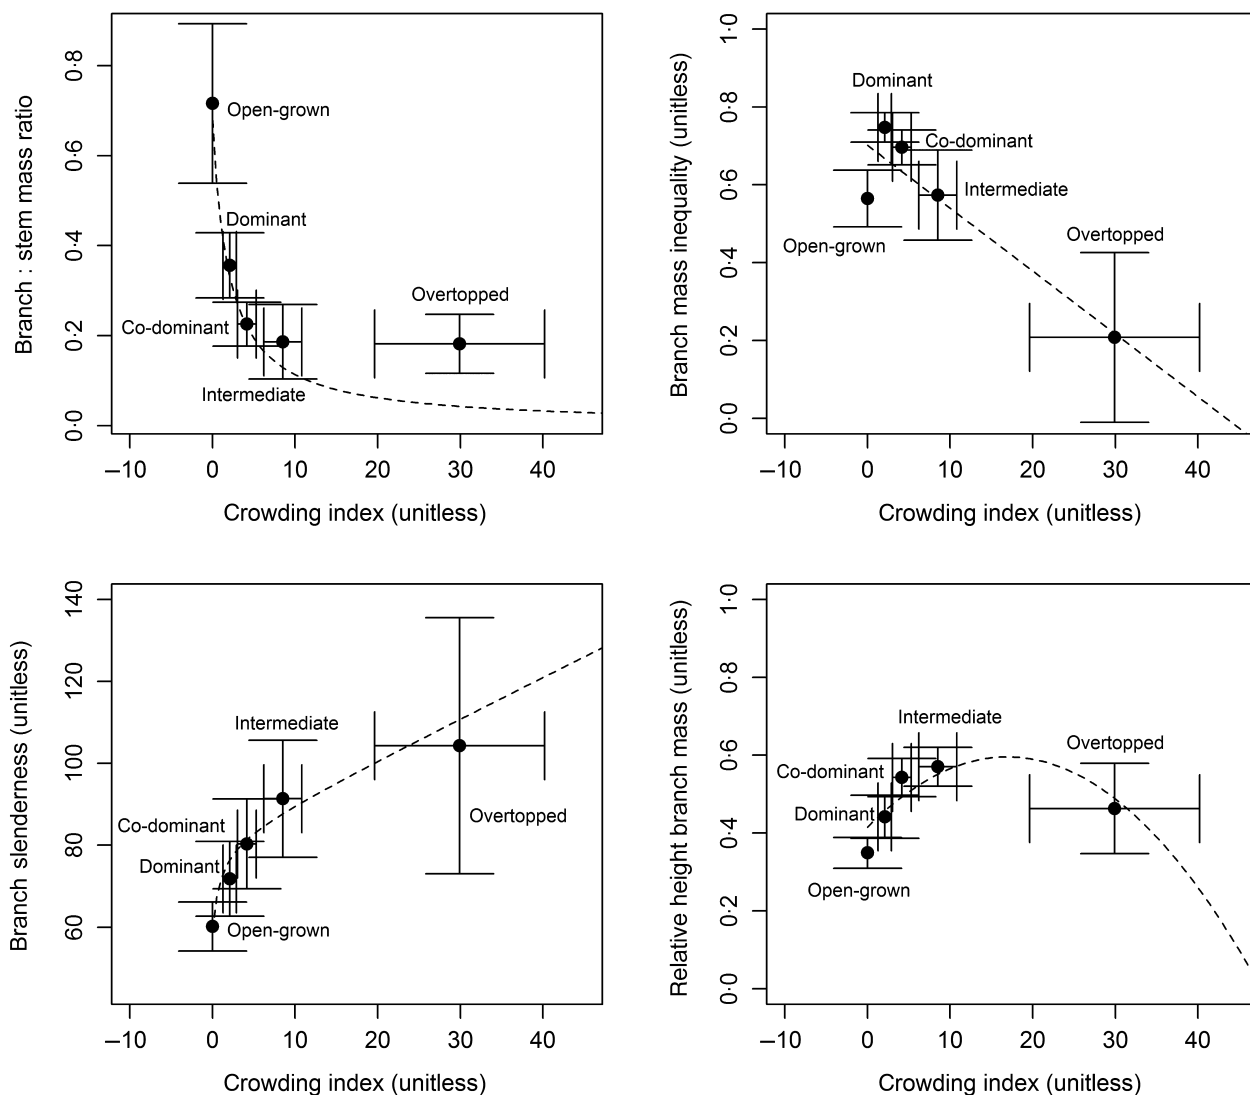 Branch : stem mass ratio
0·0
0·2
0·4
0·6
0·8
Open-grown
Dominant
Co-dominant
Intermediate
Overtopped
–10
0
10
20
30
40
Crowding index (unitless)
Branch mass inequality (unitless)
0·0
0·2
0·4
0·6
0·8
1·0
Dominant
Co-dominant
Intermediate
Open-grown
Overtopped
–10
0
10
20
30
40
Crowding index (unitless)
Branch slenderness (unitless)
60
80
100
120
140
Intermediate
Co-dominant
Dominant
Open-grown
Overtopped
–10
0
10
20
30
40
Crowding index (unitless)
Relative height branch mass (unitless)
0·0
0·2
0·4
0·6
0·8
1·0
Intermediate
Co-dominant
Dominant
Open-grown
Overtopped
–10
0
10
20
30
40
Crowding index (unitless)